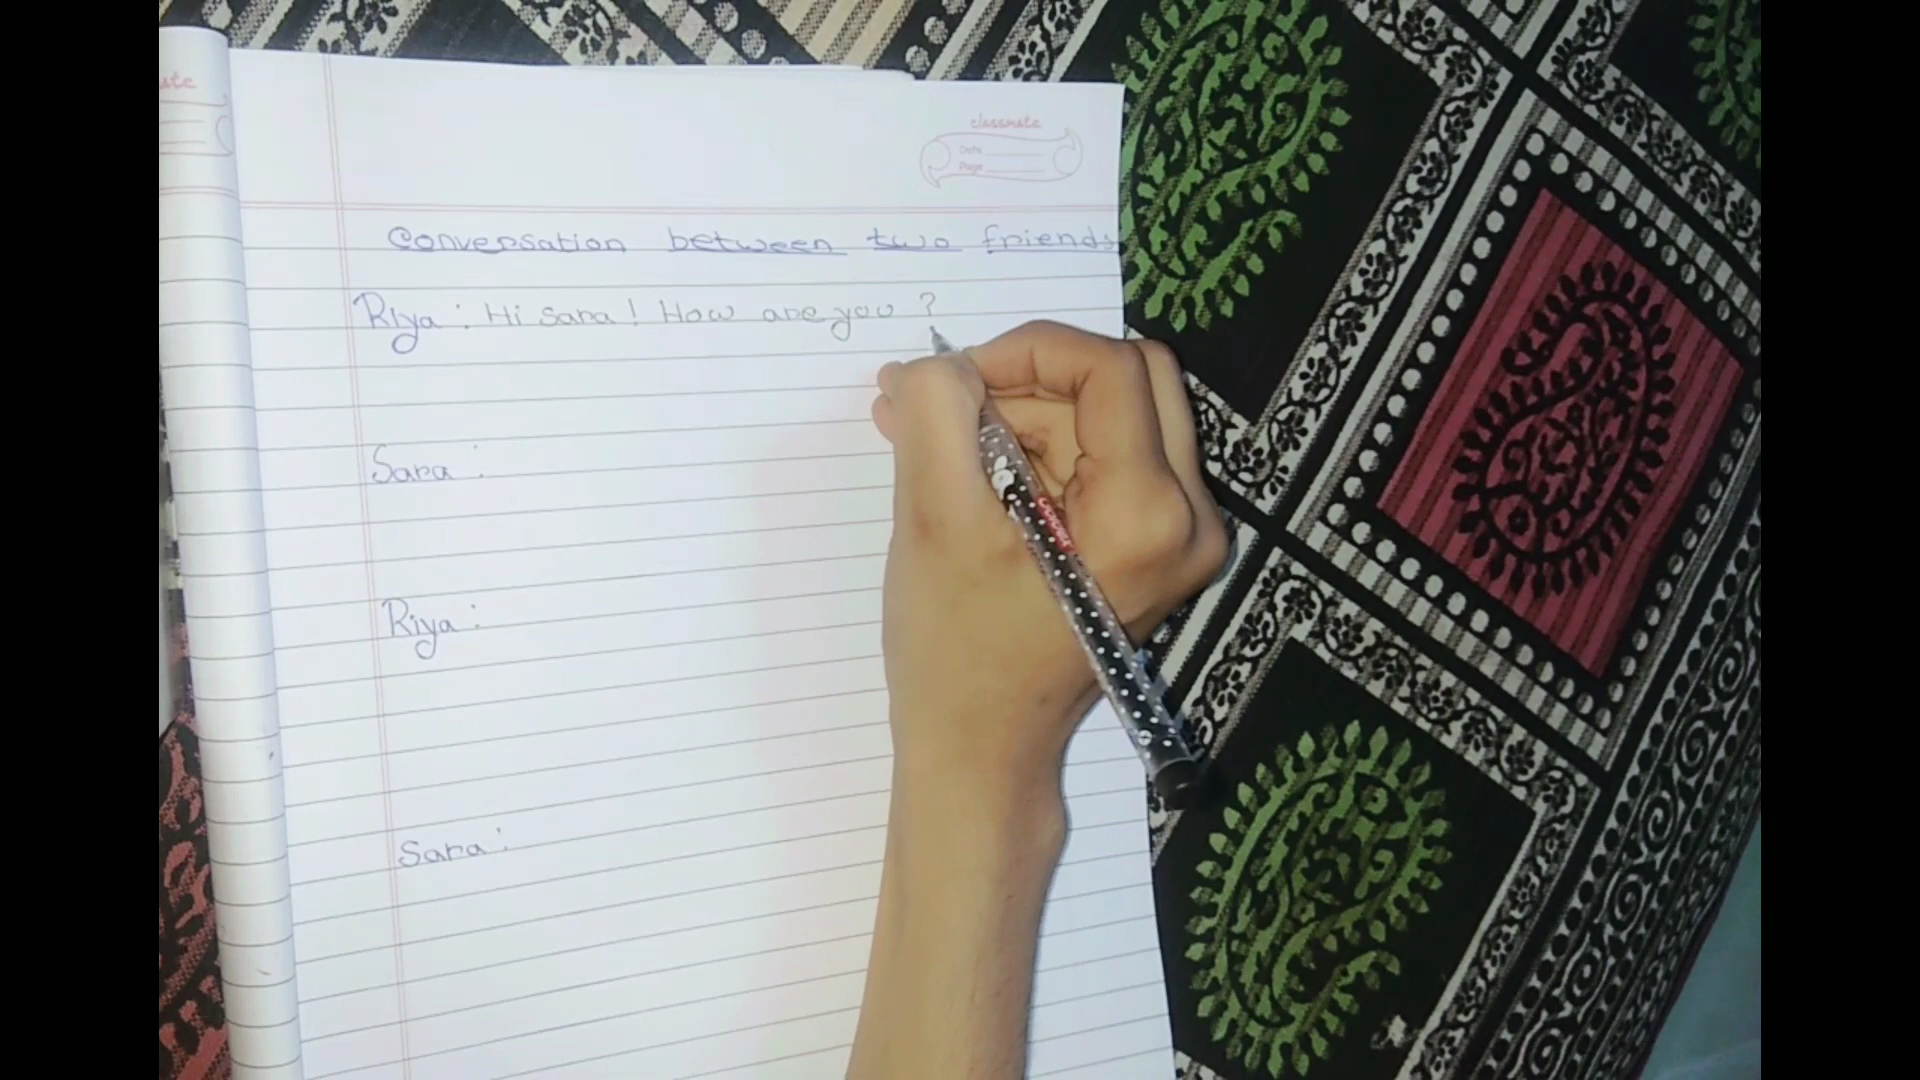 classmate
Date
Page
Conversation between two friends
Riya : Hi Sara ! How are you ?
Sara :
Riya :
Sara :